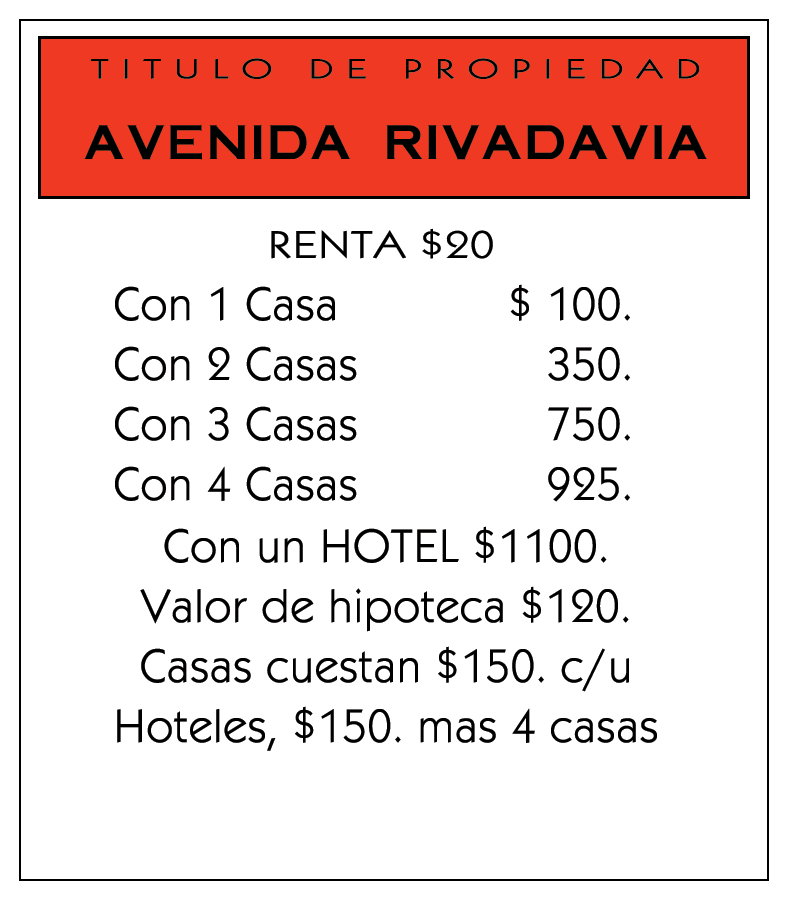 TITULO DE PROPIEDAD
AVENIDA RIVADAVIA
RENTA $20
Con 1 Casa $ 100.
Con 2 Casas 350.
Con 3 Casas 750.
Con 4 Casas 925.
Con un HOTEL $1100.
Valor de hipoteca $120.
Casas cuestan $150. c/u
Hoteles, $150. mas 4 casas